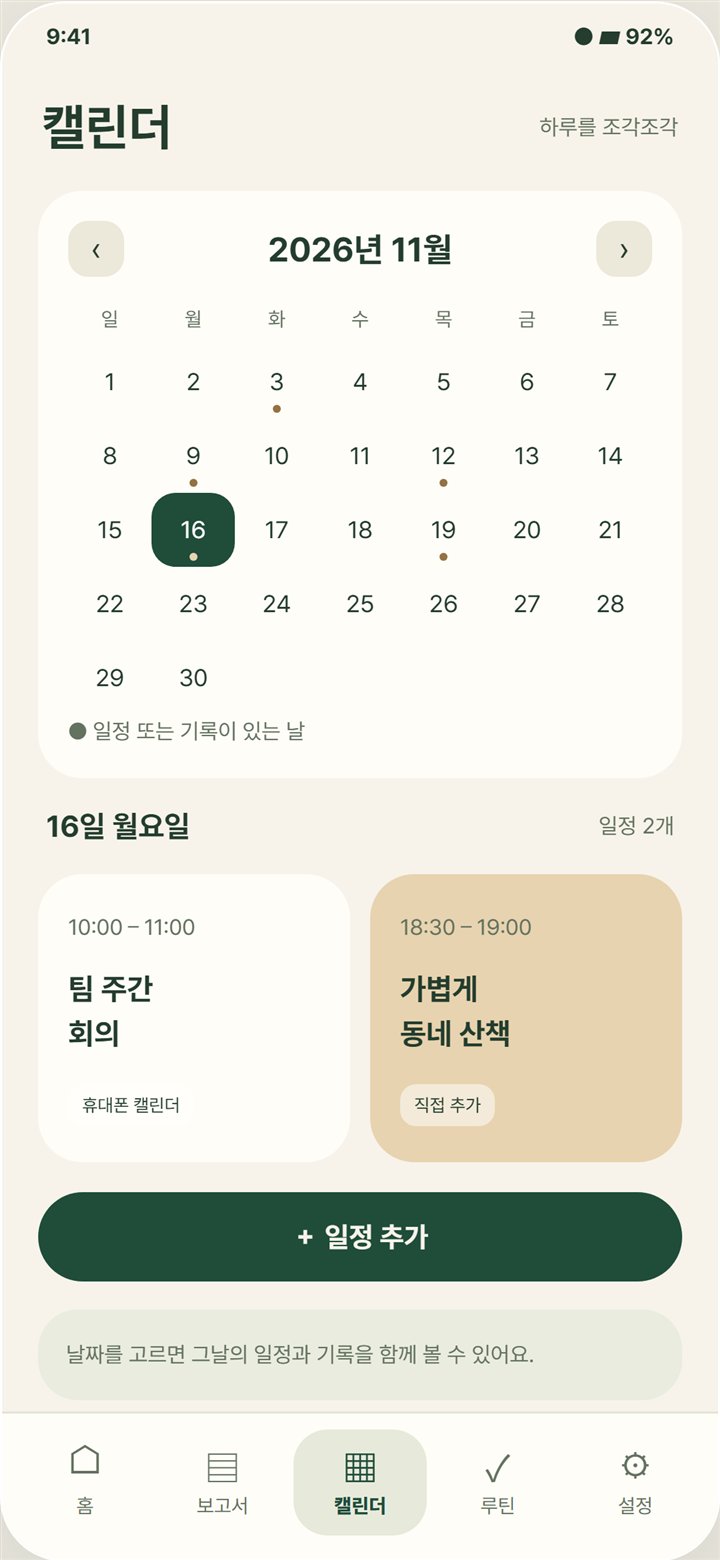 9:41 92%
캘린더 하루를 조각조각
‹ 2026년 11월 ›
일 월 화 수 목 금 토
1 2 3 4 5 6 7
8 9 10 11 12 13 14
15 16 17 18 19 20 21
22 23 24 25 26 27 28
29 30
일정 또는 기록이 있는 날
16일 월요일 일정 2개
10:00 – 11:00
팀 주간
회의
휴대폰 캘린더
18:30 – 19:00
가볍게
동네 산책
직접 추가
+ 일정 추가
날짜를 고르면 그날의 일정과 기록을 함께 볼 수 있어요.
홈 보고서 캘린더 루틴 설정